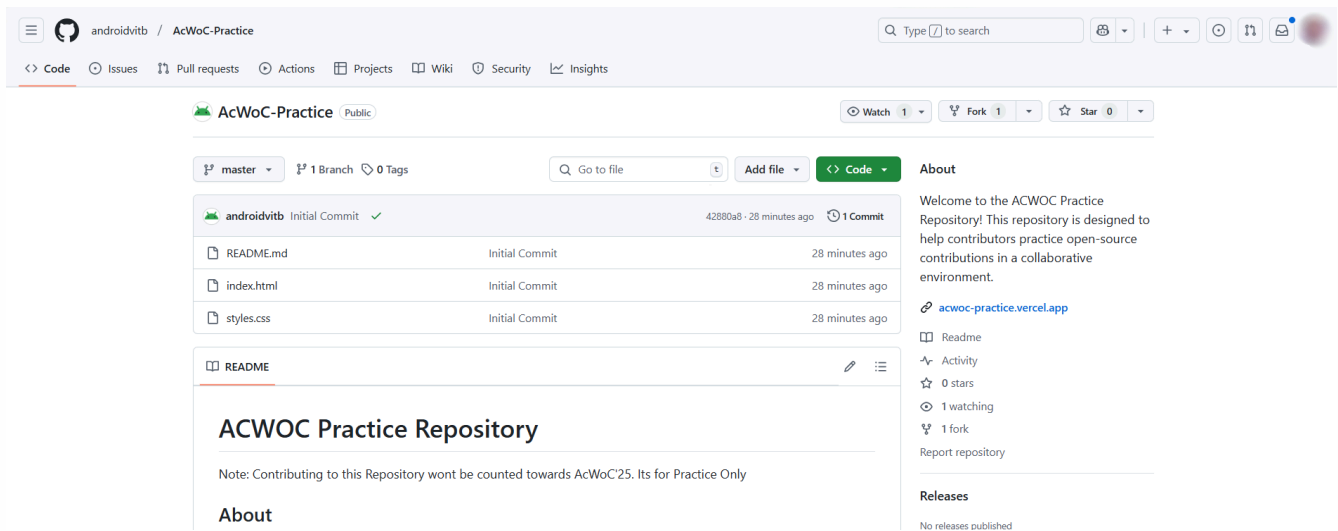 androidvitb / AcWoC-Practice
Type / to search
Code Issues Pull requests Actions Projects Wiki Security Insights
AcWoC-Practice Public
Watch 1 Fork 1 Star 0
master 1 Branch 0 Tags Go to file t Add file Code
androidvitb Initial Commit 42880a8 · 28 minutes ago 1 Commit
README.md Initial Commit 28 minutes ago
index.html Initial Commit 28 minutes ago
styles.css Initial Commit 28 minutes ago
README
ACWOC Practice Repository
Note: Contributing to this Repository wont be counted towards AcWoC'25. Its for Practice Only
About
About
Welcome to the ACWOC Practice
Repository! This repository is designed to
help contributors practice open-source
contributions in a collaborative
environment.
acwoc-practice.vercel.app
Readme
Activity
0 stars
1 watching
1 fork
Report repository
Releases
No releases published